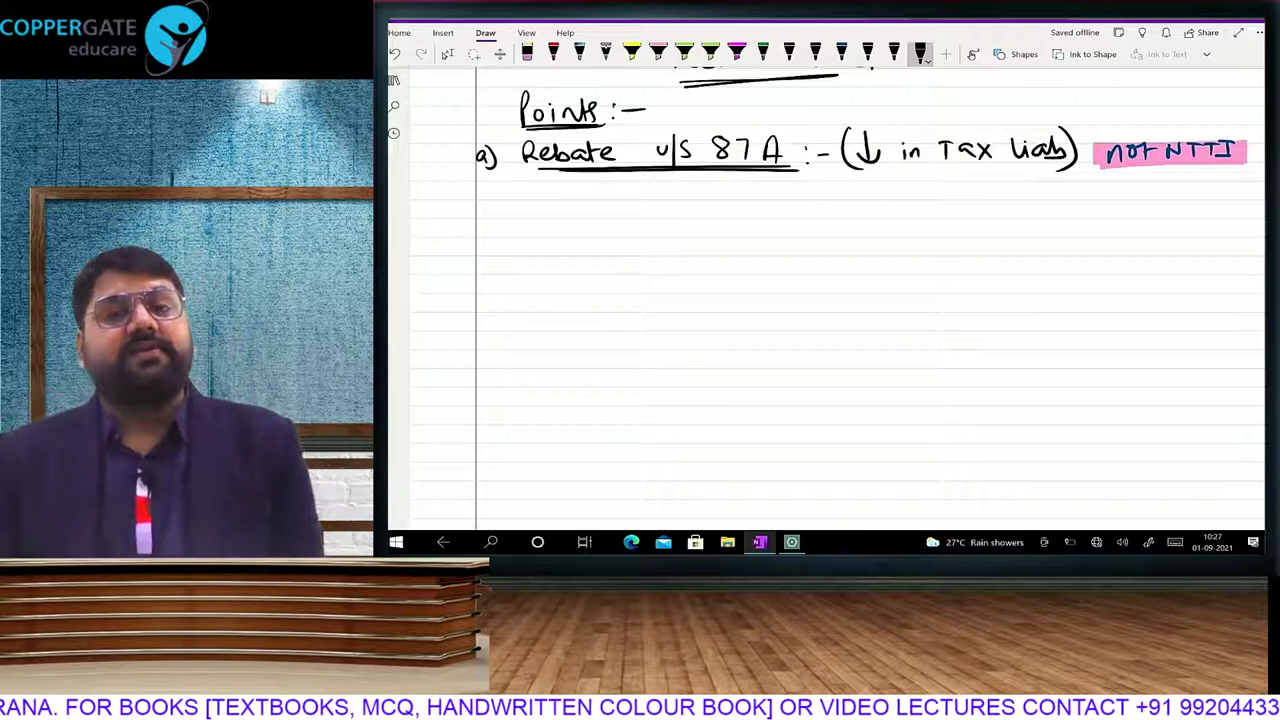 COPPERGATE
educare
Home Insert Draw View Help
Saved offline
Share
Shapes
Ink to Shape
Ink to Text
Points :-
a) Rebate u/s 87A :- (↓ in Tax liab) not NTTI
27°C Rain showers
10:27
01-09-2021
RANA. FOR BOOKS [TEXTBOOKS, MCQ, HANDWRITTEN COLOUR BOOK] OR VIDEO LECTURES CONTACT +91 99204433